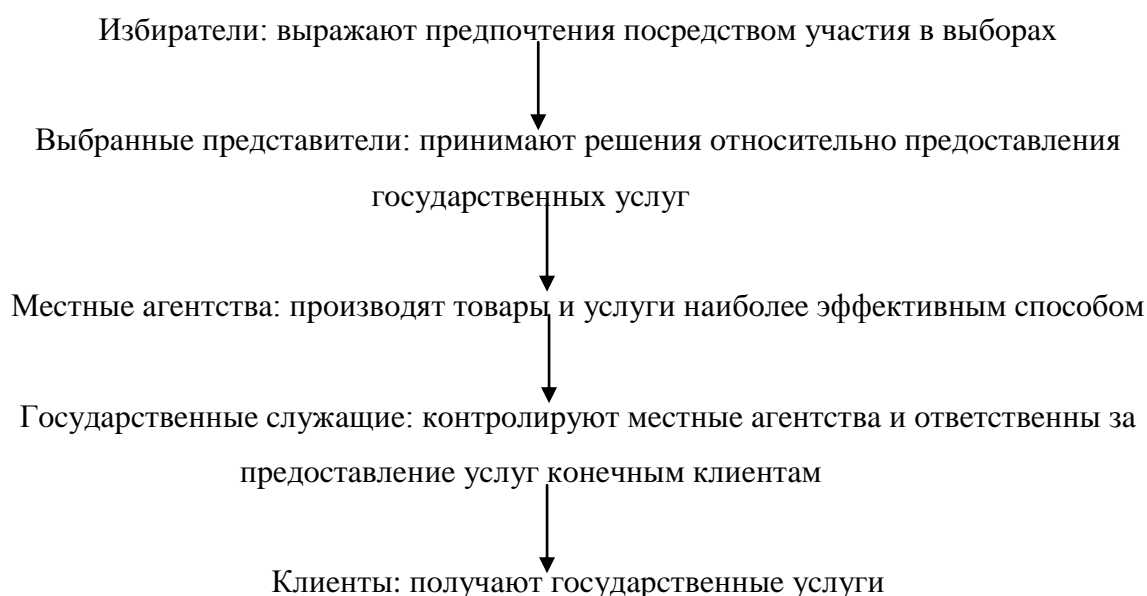 Избиратели: выражают предпочтения посредством участия в выборах
Выбранные представители: принимают решения относительно предоставления
государственных услуг
Местные агентства: производят товары и услуги наиболее эффективным способом
Государственные служащие: контролируют местные агентства и ответственны за
предоставление услуг конечным клиентам
Клиенты: получают государственные услуги